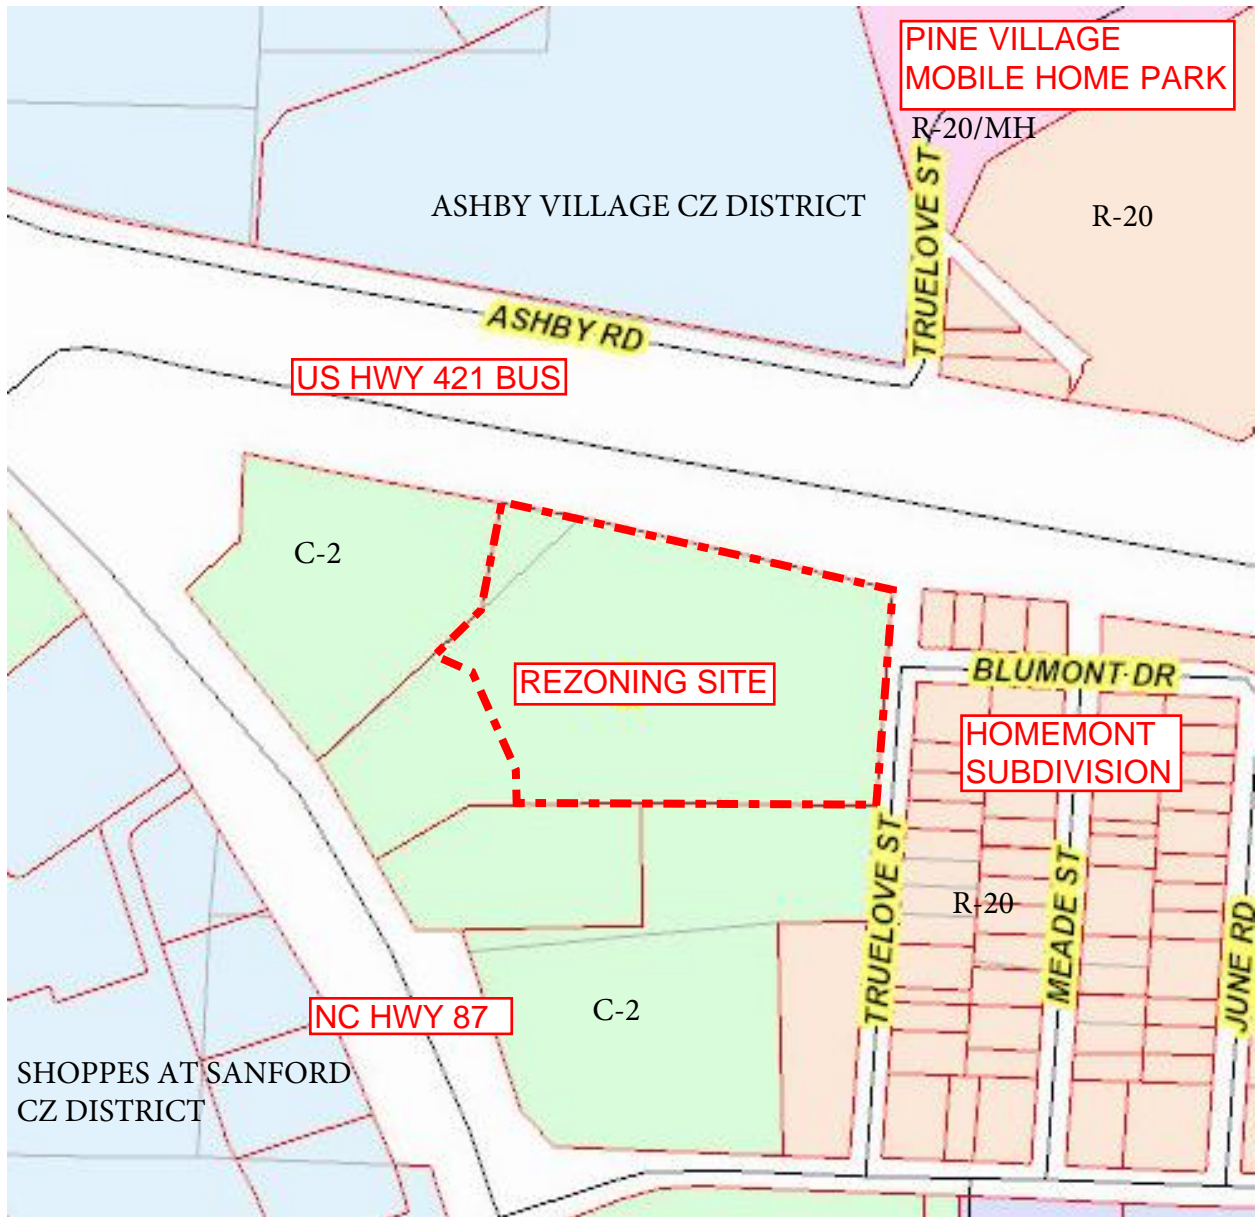 PINE VILLAGE
MOBILE HOME PARK
R-20/MH
TRUELOVE ST
ASHBY VILLAGE CZ DISTRICT
R-20
ASHBY RD
US HWY 421 BUS
C-2
REZONING SITE
BLUMONT DR
HOMEMONT
SUBDIVISION
TRUELOVE ST
R-20
MEADE ST
JUNE RD
NC HWY 87
C-2
SHOPPES AT SANFORD
CZ DISTRICT